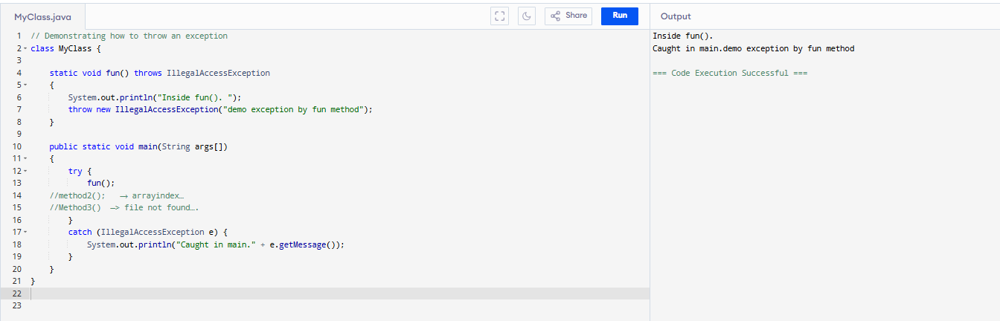 MyClass.java
Share
Run
Output
1 // Demonstrating how to throw an exception
2 class MyClass {
3
4 static void fun() throws IllegalAccessException
5 {
6 System.out.println("Inside fun(). ");
7 throw new IllegalAccessException("demo exception by fun method");
8 }
9
10 public static void main(String args[])
11 {
12 try {
13 fun();
14 //method2(); → arrayindex…
15 //Method3() —> file not found….
16 }
17 catch (IllegalAccessException e) {
18 System.out.println("Caught in main." + e.getMessage());
19 }
20 }
21 }
22
23
Inside fun().
Caught in main.demo exception by fun method
=== Code Execution Successful ===